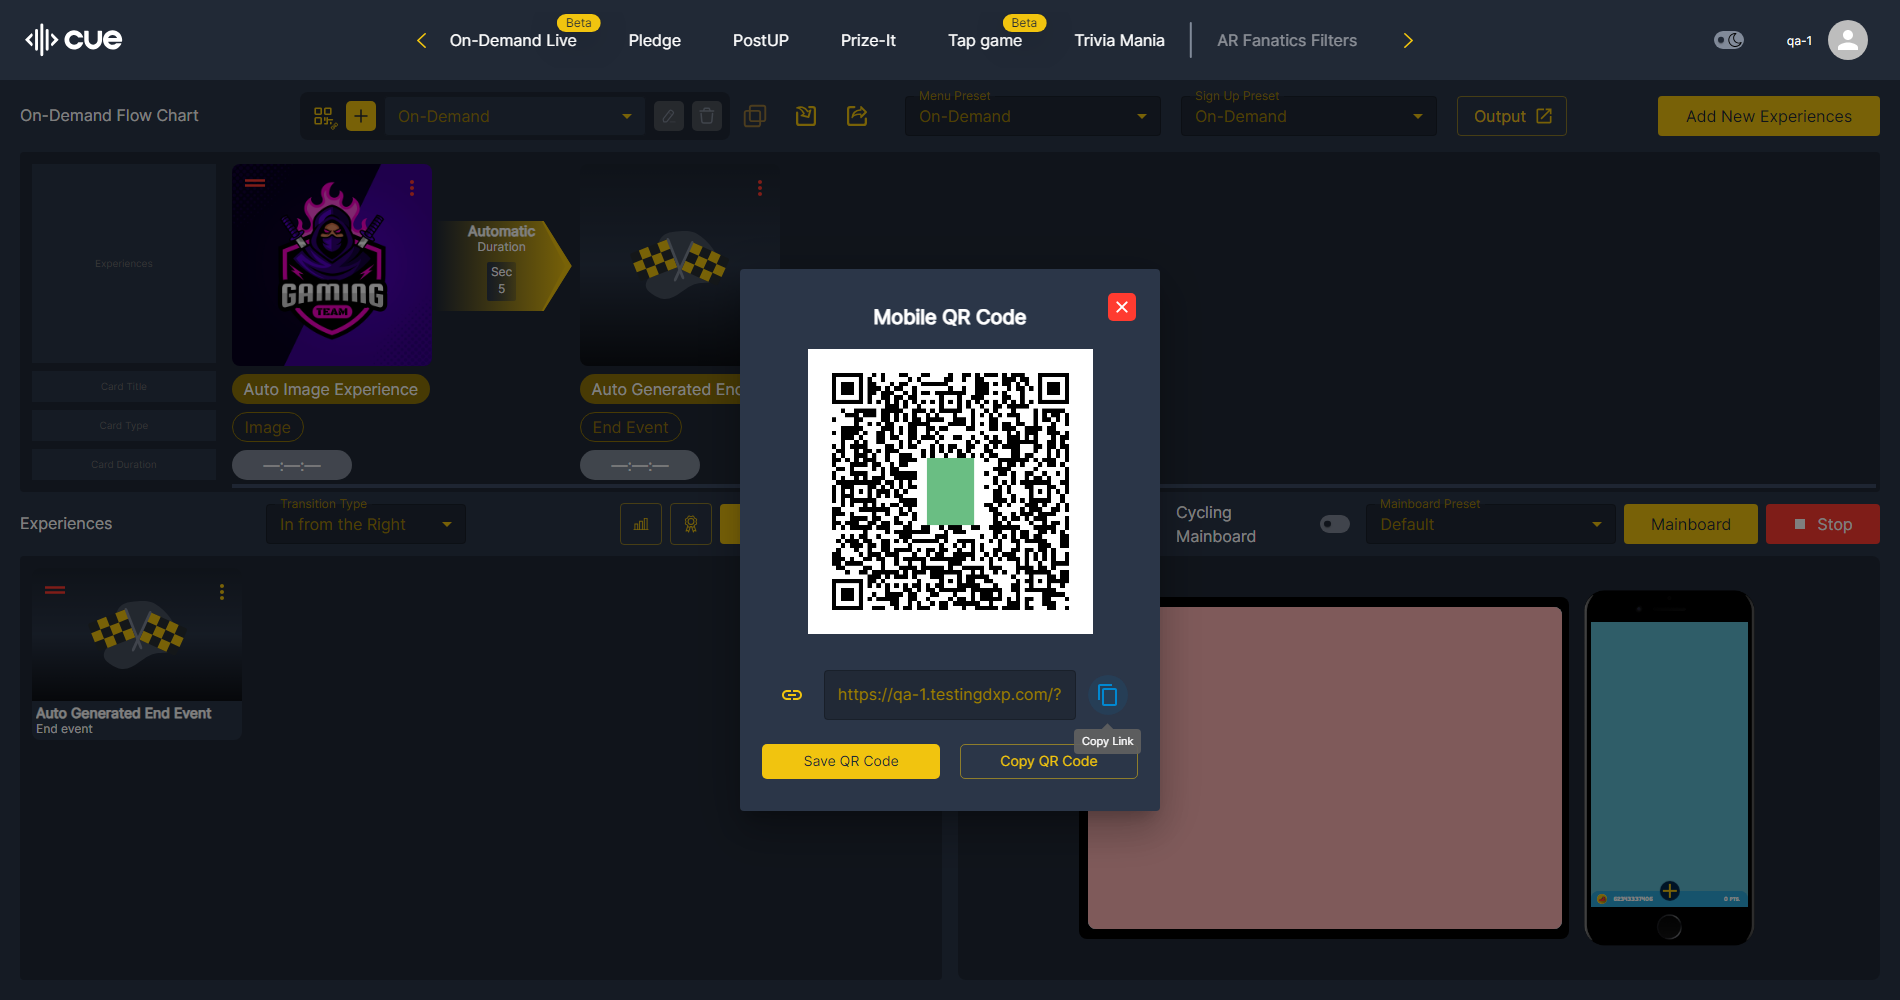 cue
On-Demand Live
Beta
Pledge
PostUP
Prize-It
Tap game
Beta
Trivia Mania
AR Fanatics Filters
qa-1
On-Demand Flow Chart
On-Demand
Menu Preset
On-Demand
Sign Up Preset
On-Demand
Output
Add New Experiences
Experiences
Card Title
Card Type
Card Duration
GAMING
TEAM
Auto Image Experience
Image
—:—:—
Automatic
Duration
Sec
5
Auto Generated End
End Event
—:—:—
Mobile QR Code
https://qa-1.testingdxp.com/?
Copy Link
Save QR Code
Copy QR Code
Experiences
Transition Type
In from the Right
Cycling
Mainboard
Mainboard Preset
Default
Mainboard
Stop
Auto Generated End Event
End event
0 PTS